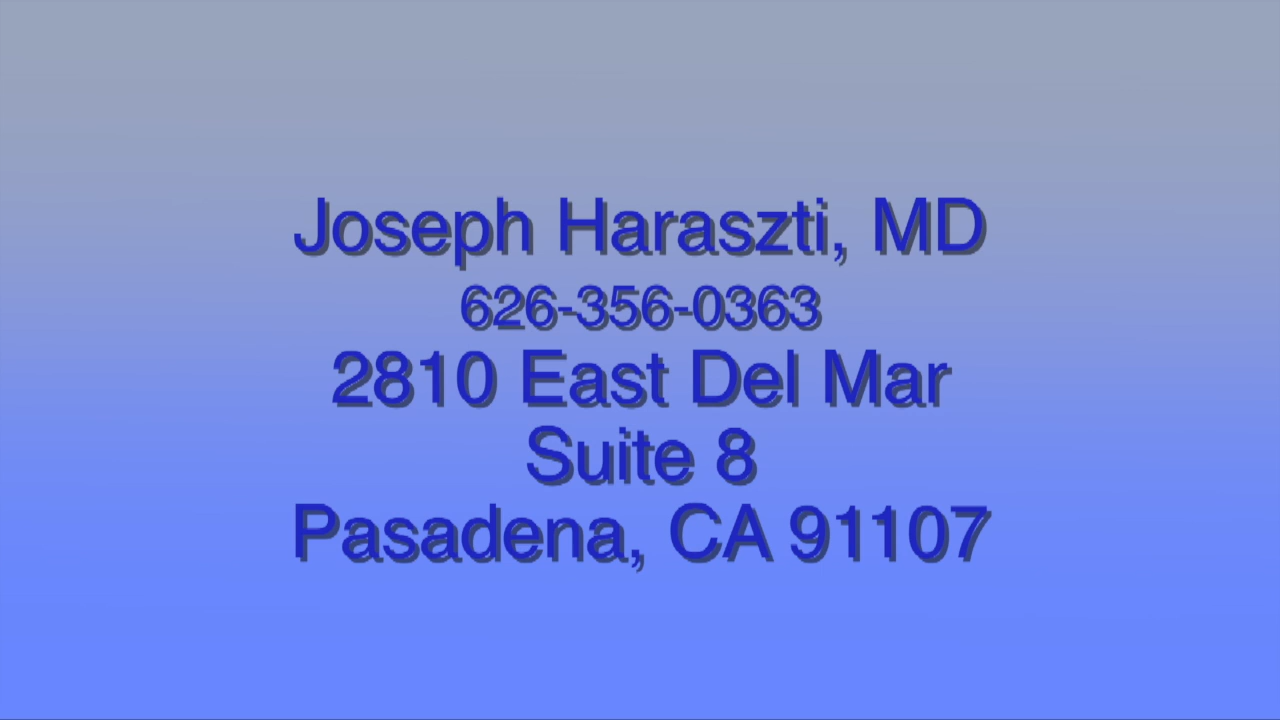 Joseph Haraszti, MD
626-356-0363
2810 East Del Mar
Suite 8
Pasadena, CA 91107